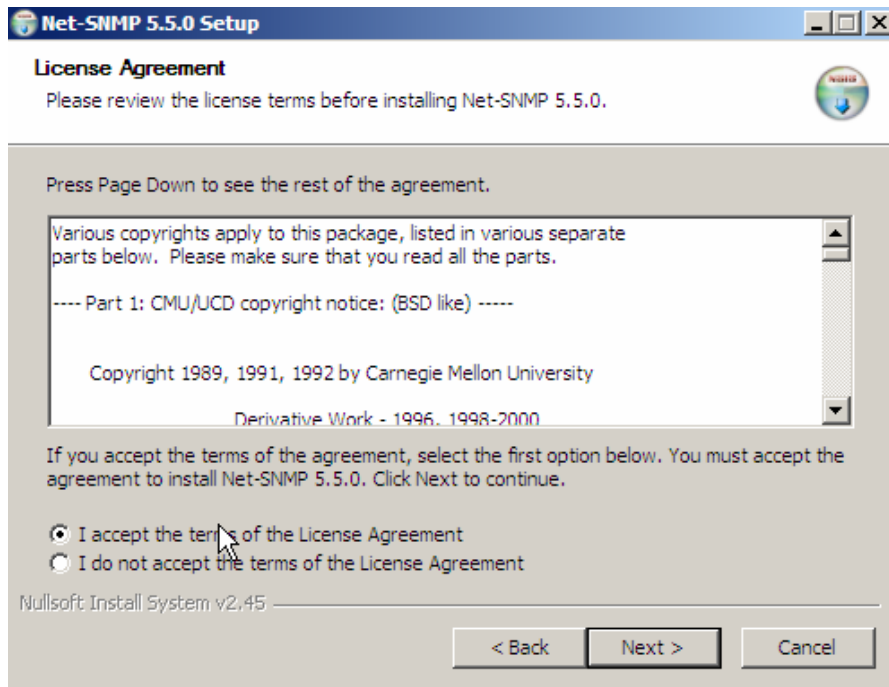 Net-SNMP 5.5.0 Setup
License Agreement
Please review the license terms before installing Net-SNMP 5.5.0.
Press Page Down to see the rest of the agreement.
Various copyrights apply to this package, listed in various separate
parts below.  Please make sure that you read all the parts.
---- Part 1: CMU/UCD copyright notice: (BSD like) -----
Copyright 1989, 1991, 1992 by Carnegie Mellon University
Derivative Work - 1996, 1998-2000
If you accept the terms of the agreement, select the first option below. You must accept the
agreement to install Net-SNMP 5.5.0. Click Next to continue.
I accept the terms of the License Agreement
I do not accept the terms of the License Agreement
Nullsoft Install System v2.45
< Back
Next >
Cancel